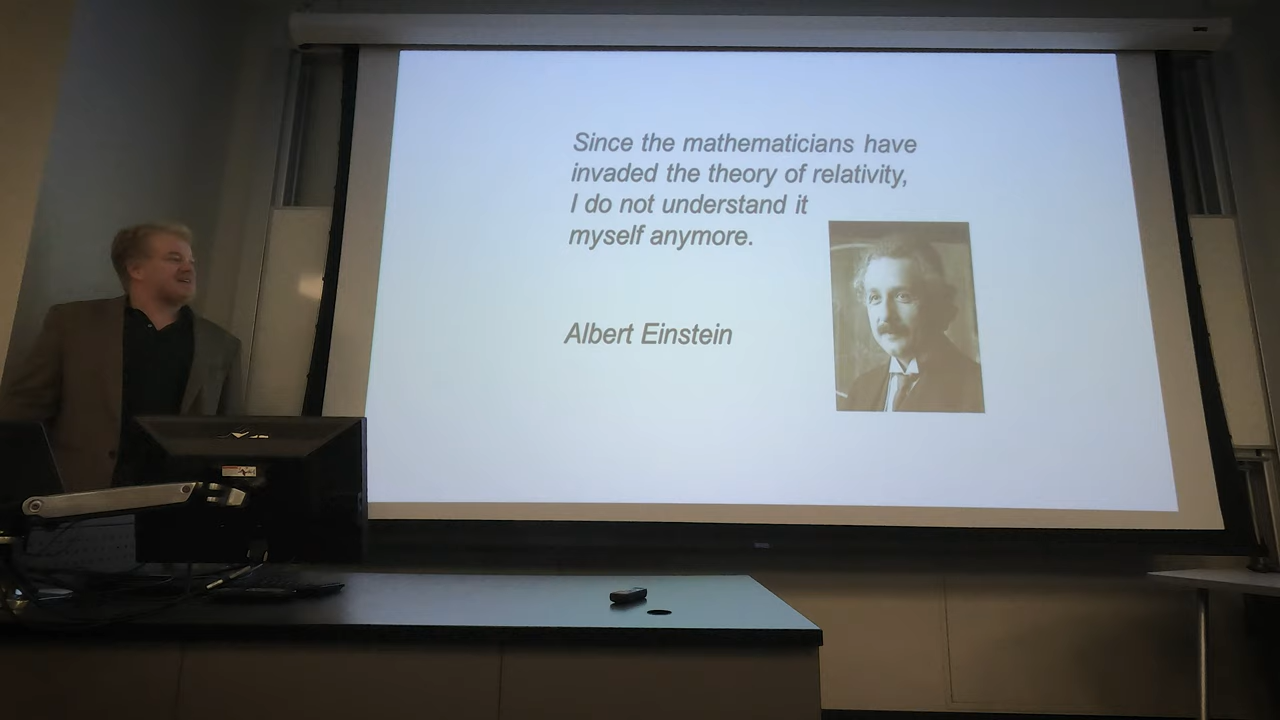 Since the mathematicians have
invaded the theory of relativity,
I do not understand it
myself anymore.
Albert Einstein